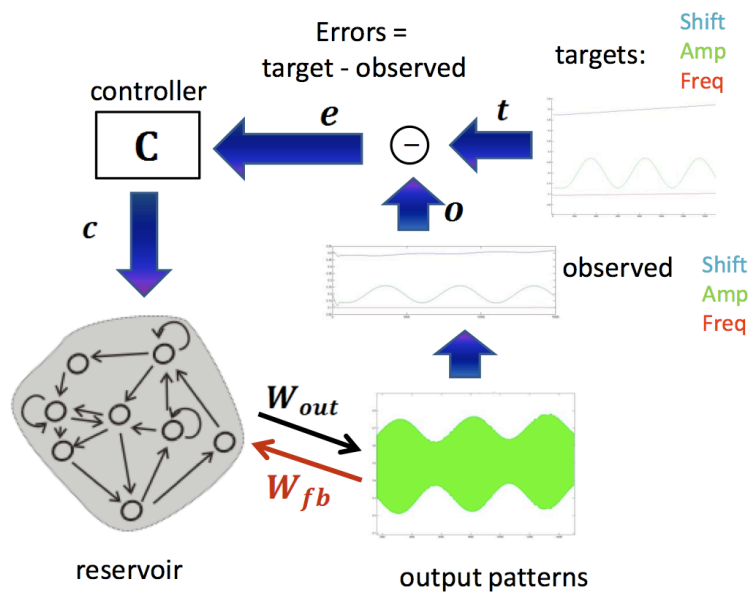 Errors =
target - observed
targets:
Shift
Amp
Freq
controller
C
e
−
t
c
o
observed
Shift
Amp
Freq
W_out
W_fb
reservoir
output patterns